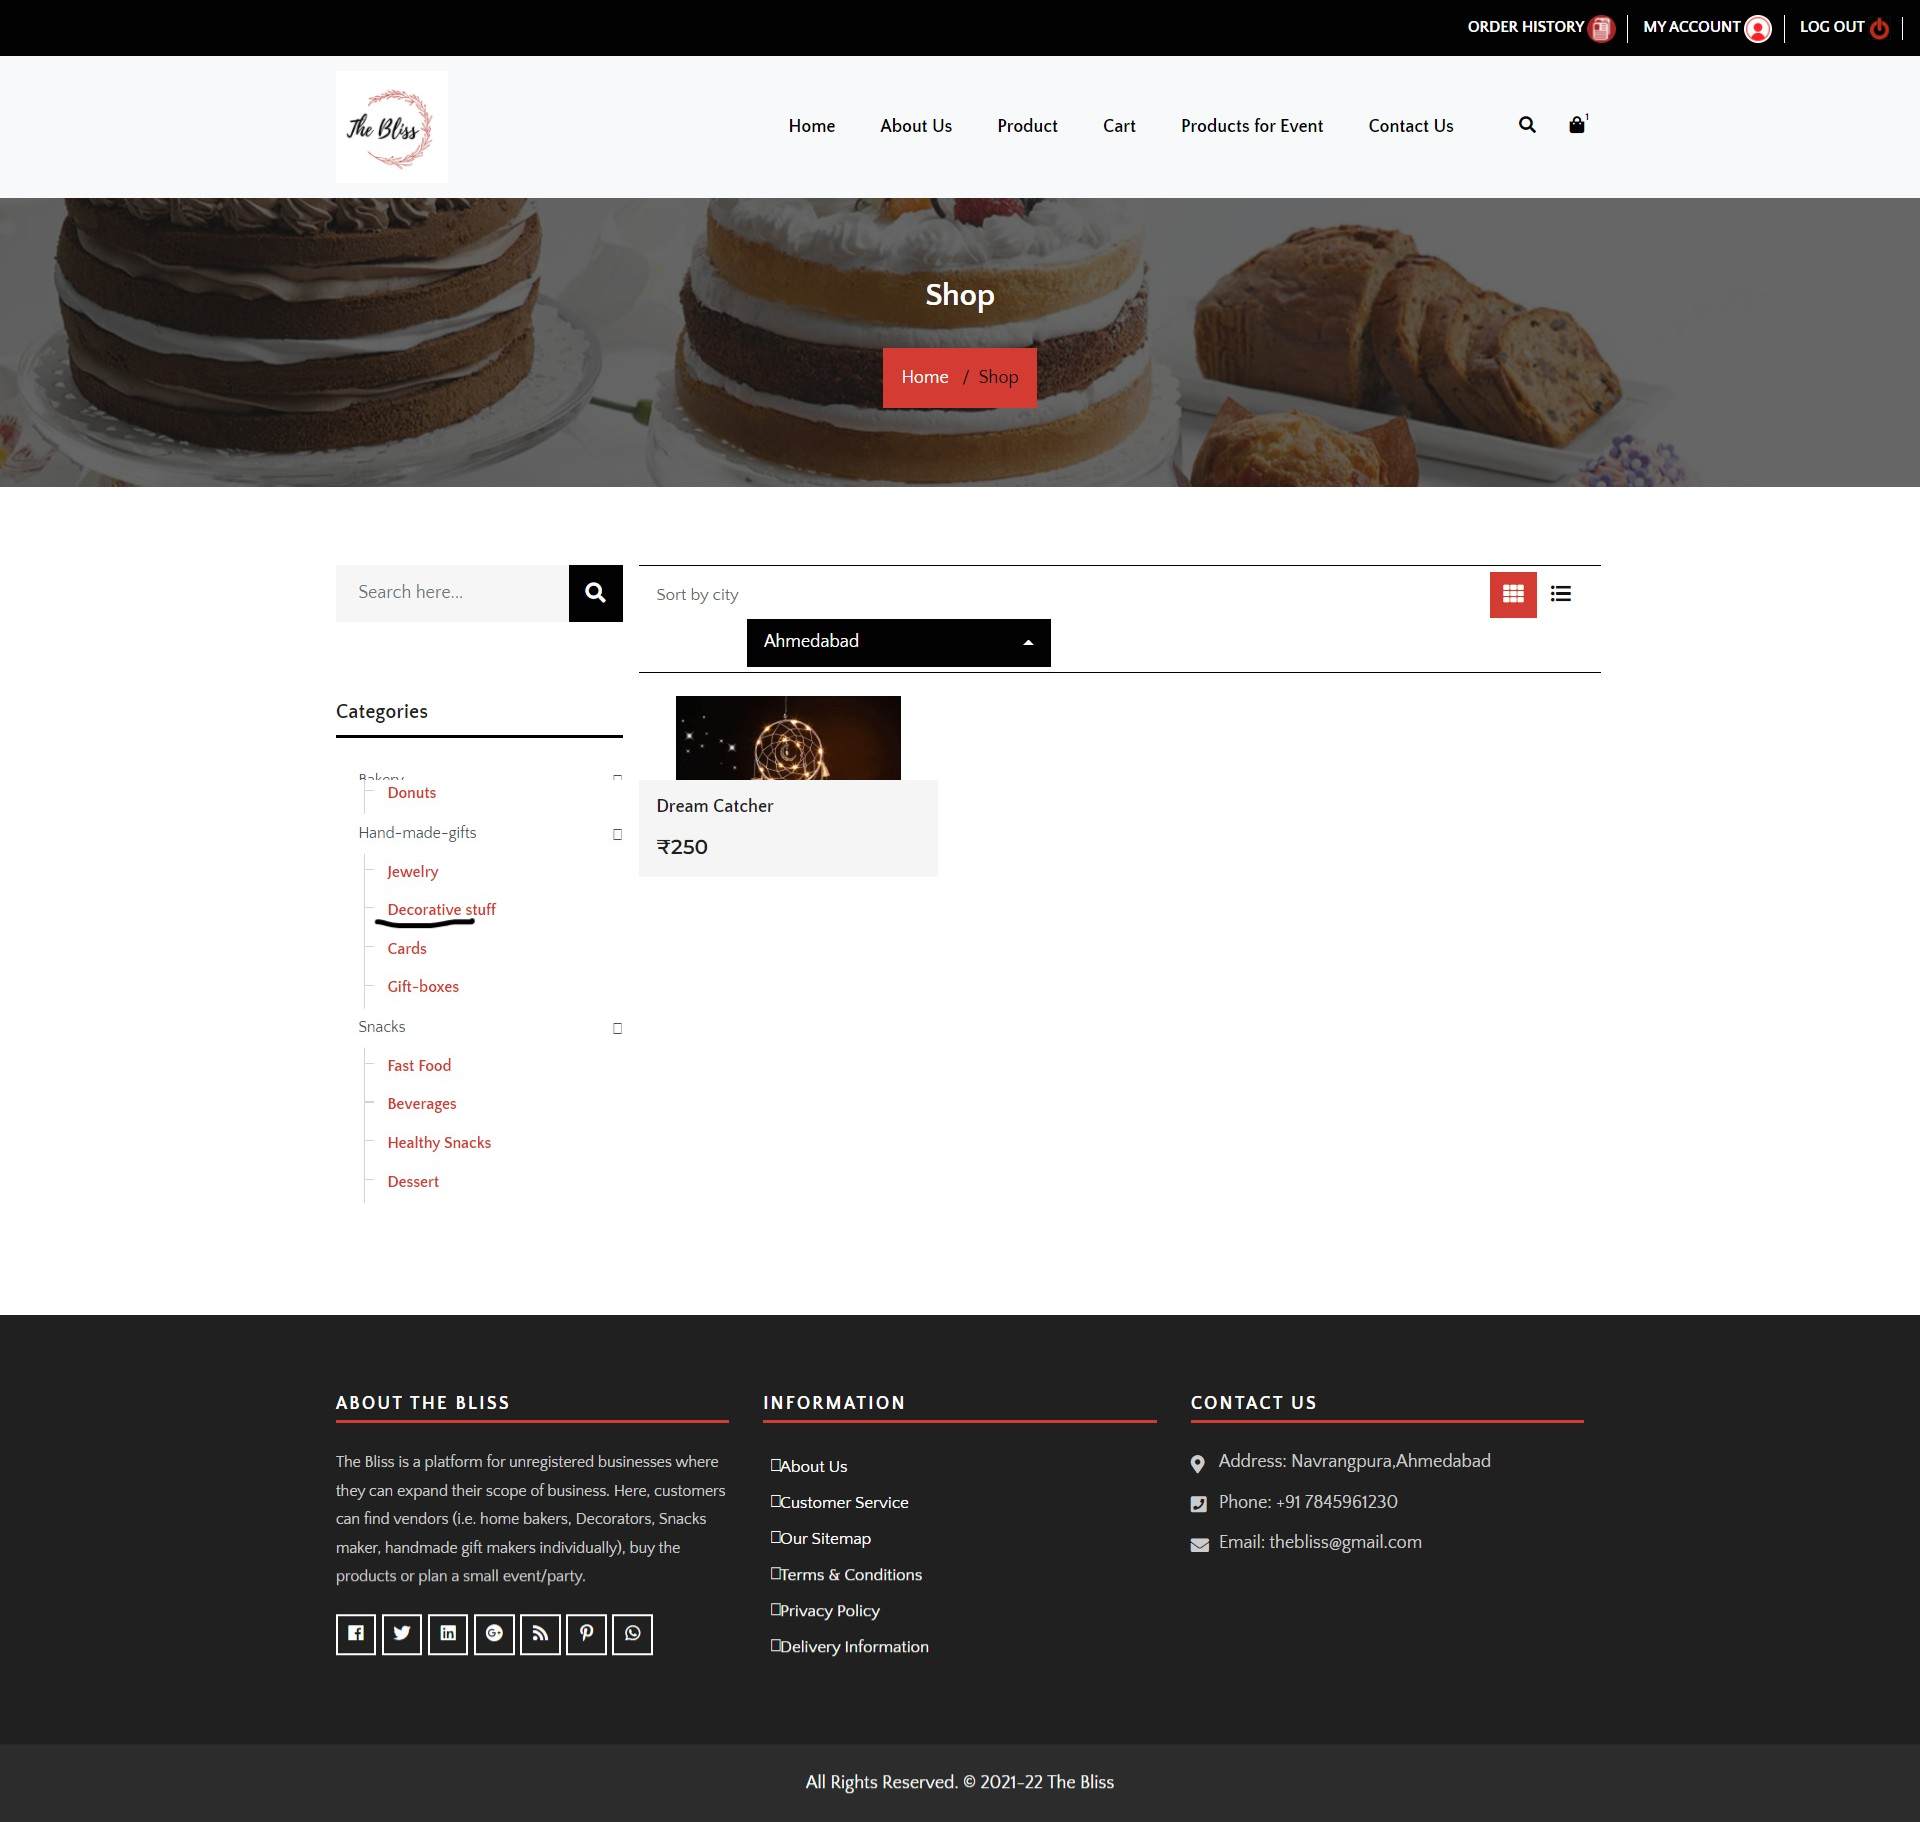 ORDER HISTORY
MY ACCOUNT
LOG OUT
The Bliss
Home
About Us
Product
Cart
Products for Event
Contact Us
1
Shop
Home / Shop
Search here...
Sort by city
Ahmedabad
Categories
Bakery
Donuts
Hand-made-gifts
Jewelry
Decorative stuff
Cards
Gift-boxes
Snacks
Fast Food
Beverages
Healthy Snacks
Dessert
Dream Catcher
₹250
ABOUT THE BLISS
The Bliss is a platform for unregistered businesses where
they can expand their scope of business. Here, customers
can find vendors (i.e. home bakers, Decorators, Snacks
maker, handmade gift makers individually), buy the
products or plan a small event/party.
INFORMATION
About Us
Customer Service
Our Sitemap
Terms & Conditions
Privacy Policy
Delivery Information
CONTACT US
Address: Navrangpura,Ahmedabad
Phone: +91 7845961230
Email: thebliss@gmail.com
All Rights Reserved. © 2021-22 The Bliss